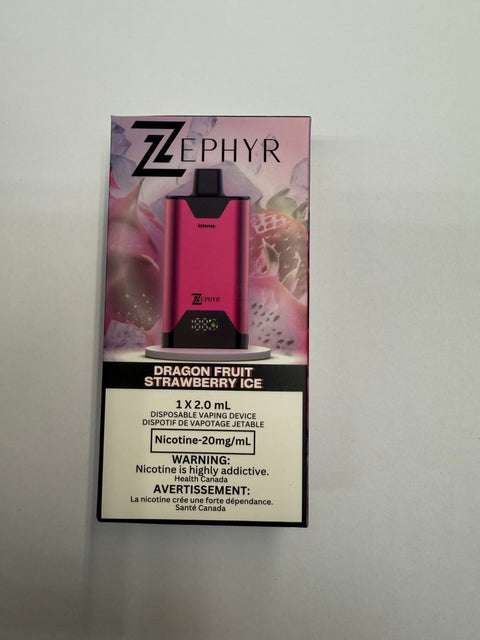 ZEPHYR
Intense.
ZEPHYR
100
DRAGON FRUIT
STRAWBERRY ICE
1 X 2.0 mL
DISPOSABLE VAPING DEVICE
DISPOTIF DE VAPOTAGE JETABLE
Nicotine-20mg/mL
WARNING:
Nicotine is highly addictive.
Health Canada
AVERTISSEMENT:
La nicotine crée une forte dépendance.
Santé Canada